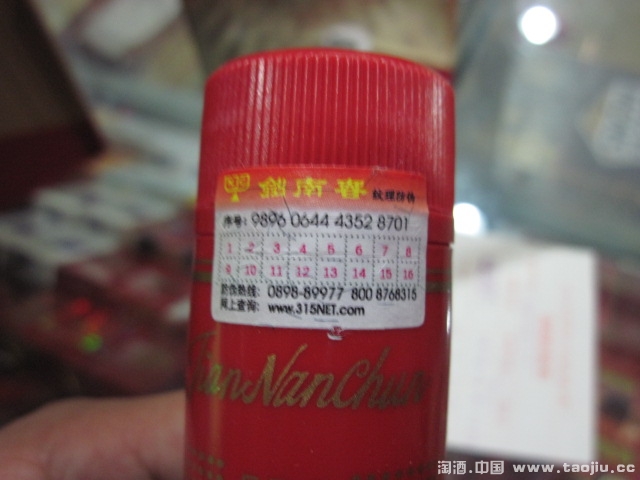 劍南春 紋理防伪
序号: 9896 0644 4352 8701
1 2 3 4 5 6 7 8
9 10 11 12 13 14 15 16
防伪热线: 0898-89977 800 8768315
网上查询: www.315NET.com
JianNanChun
淘酒.中国 www.taojiu.cc